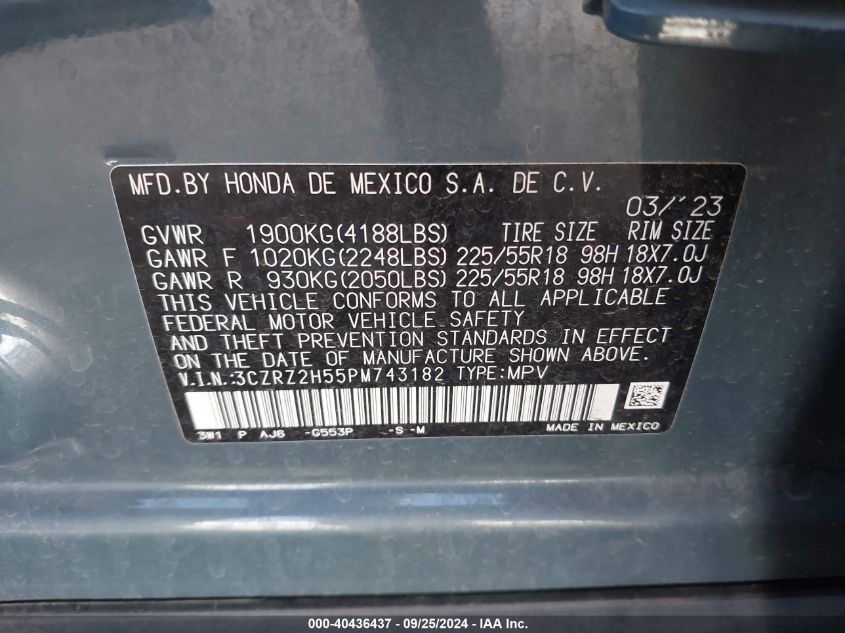 MFD.BY HONDA DE MEXICO S.A. DE C.V.
03/´23
GVWR 1900KG(4188LBS) TIRE SIZE RIM SIZE
GAWR F 1020KG(2248LBS) 225/55R18 98H 18X7.0J
GAWR R 930KG(2050LBS) 225/55R18 98H 18X7.0J
THIS VEHICLE CONFORMS TO ALL APPLICABLE
FEDERAL MOTOR VEHICLE SAFETY
AND THEFT PREVENTION STANDARDS IN EFFECT
ON THE DATE OF MANUFACTURE SHOWN ABOVE.
V.I.N.:3CZRZ2H55PM743182 TYPE:MPV
3W1 P AJ6 -G553P -S -M MADE IN MEXICO
000-40436437 - 09/25/2024 - IAA Inc.